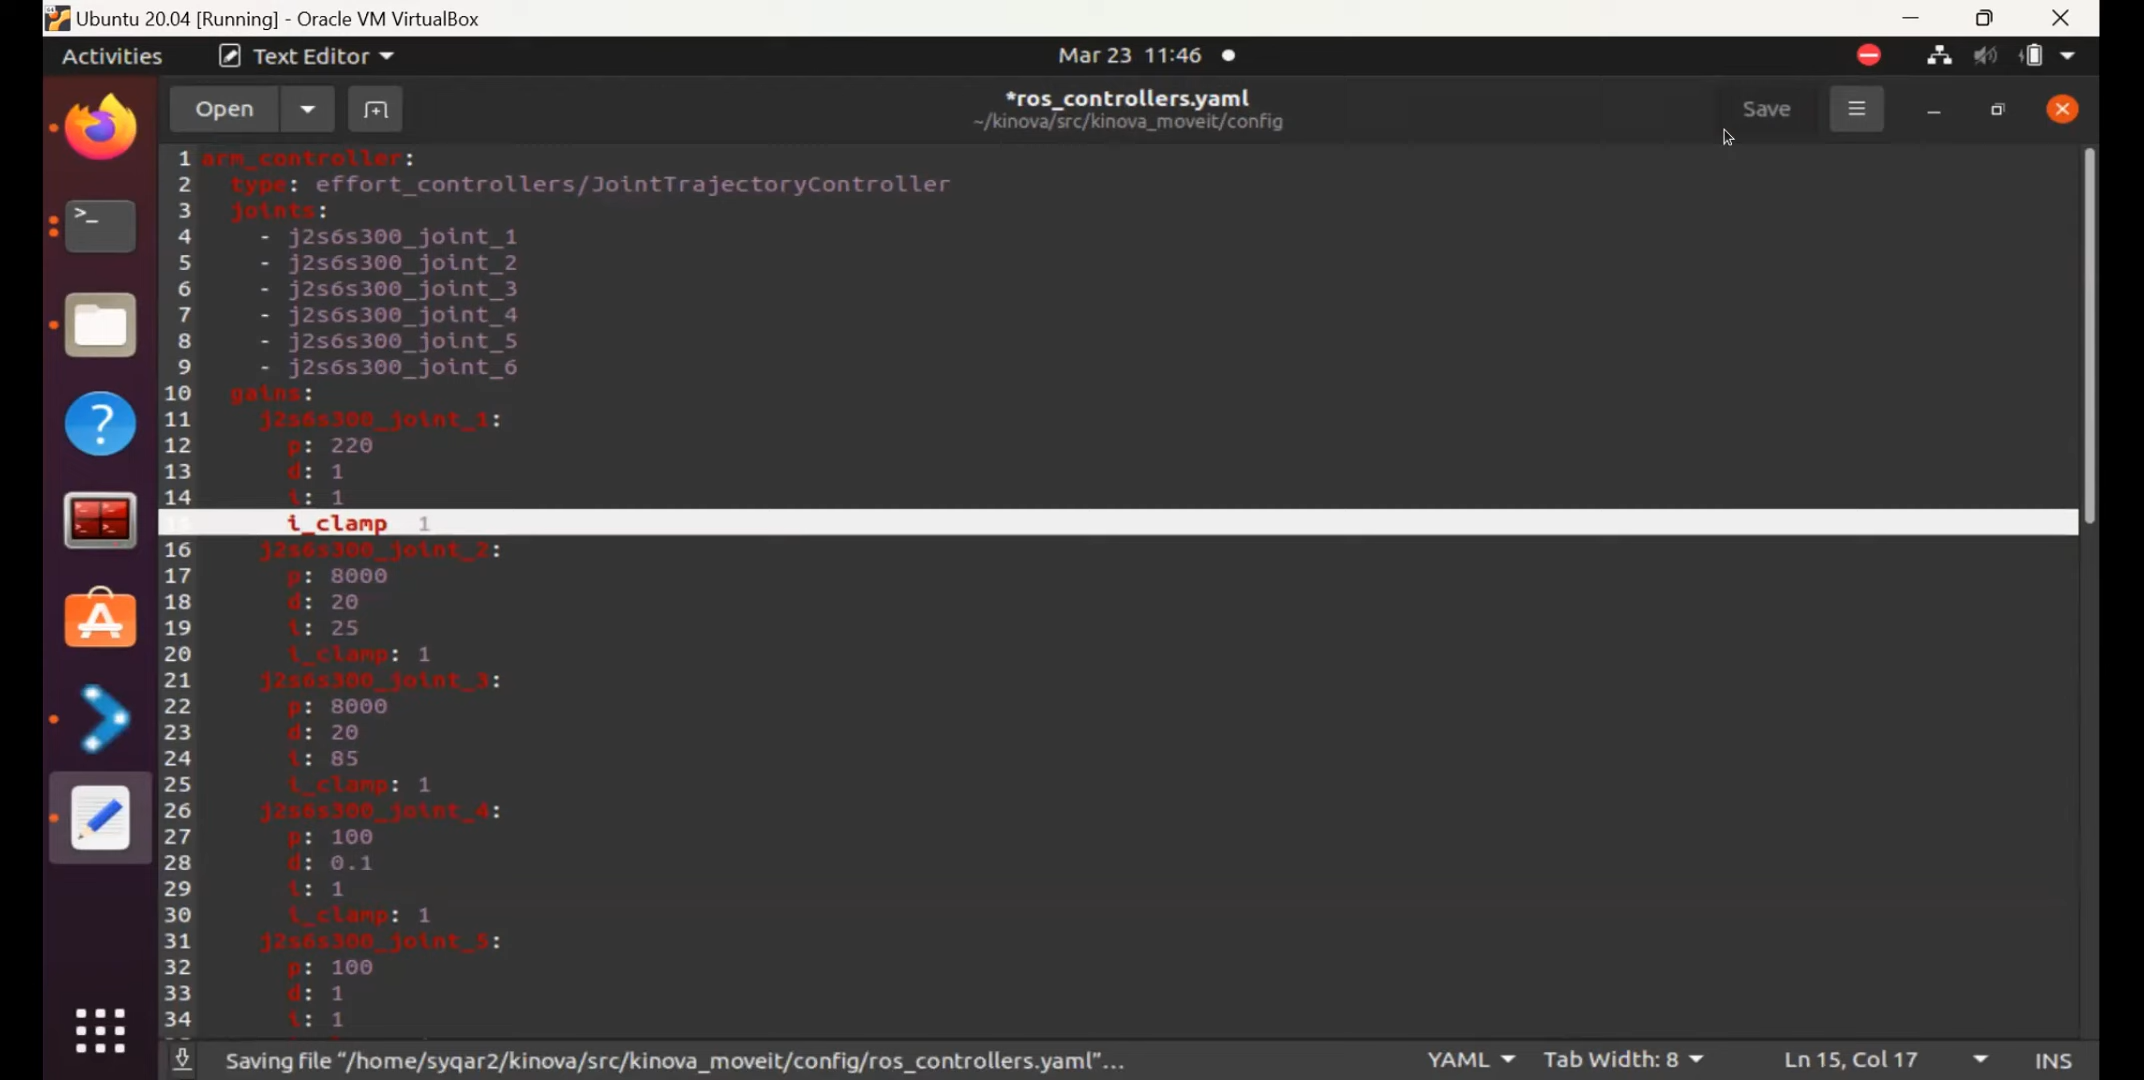 Ubuntu 20.04 [Running] - Oracle VM VirtualBox
Activities Text Editor Mar 23 11:46
Open *ros_controllers.yaml Save
~/kinova/src/kinova_moveit/config
1 arm_controller:
2 type: effort_controllers/JointTrajectoryController
3 joints:
4 - j2s6s300_joint_1
5 - j2s6s300_joint_2
6 - j2s6s300_joint_3
7 - j2s6s300_joint_4
8 - j2s6s300_joint_5
9 - j2s6s300_joint_6
10 gains:
11 j2s6s300_joint_1:
12 p: 220
13 d: 1
14 i: 1
i_clamp 1
16 j2s6s300_joint_2:
17 p: 8000
18 d: 20
19 i: 25
20 i_clamp: 1
21 j2s6s300_joint_3:
22 p: 8000
23 d: 20
24 i: 85
25 i_clamp: 1
26 j2s6s300_joint_4:
27 p: 100
28 d: 0.1
29 i: 1
30 i_clamp: 1
31 j2s6s300_joint_5:
32 p: 100
33 d: 1
34 i: 1
Saving file “/home/syqar2/kinova/src/kinova_moveit/config/ros_controllers.yaml”... YAML Tab Width: 8 Ln 15, Col 17 INS